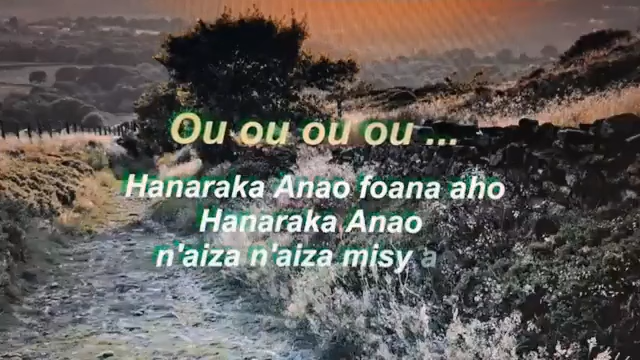 Ou ou ou ou ...
Hanaraka Anao foana aho
Hanaraka Anao
n'aiza n'aiza misy a